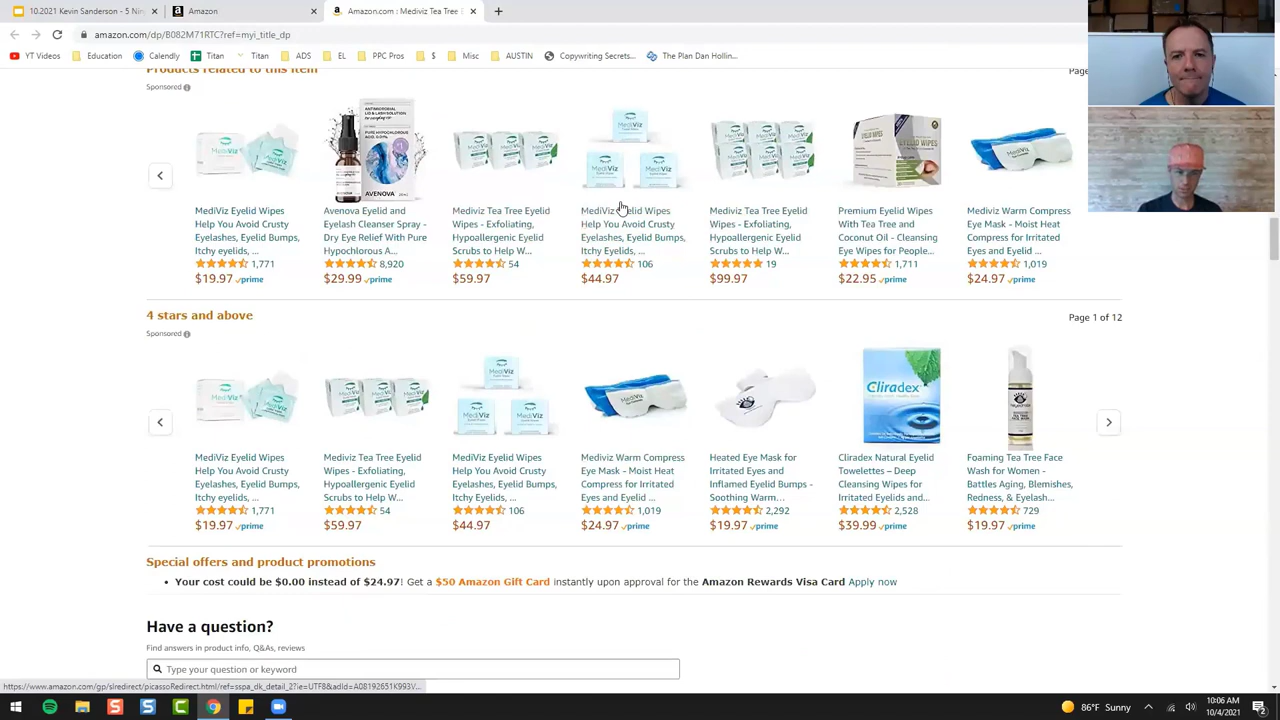 10.2021 Kevin Sanderson - 5 Nin
Amazon
Amazon.com : Mediviz Tea Tree E
amazon.com/dp/B082M71RTC?ref=myi_title_dp
YT Videos
Education
Calendly
Titan
Titan
ADS
EL
PPC Pros
$
Misc
AUSTIN
Copywriting Secrets...
The Plan Dan Hollin...
Products related to this item
Page
Sponsored
MediViz Eyelid Wipes
Help You Avoid Crusty
Eyelashes, Eyelid Bumps,
Itchy eyelids, ...
1,771
$19.97 prime
Avenova Eyelid and
Eyelash Cleanser Spray -
Dry Eye Relief With Pure
Hypochlorous A...
8,920
$29.99 prime
Mediviz Tea Tree Eyelid
Wipes - Exfoliating,
Hypoallergenic Eyelid
Scrubs to Help W...
54
$59.97
MediViz Eyelid Wipes
Help You Avoid Crusty
Eyelashes, Eyelid Bumps,
Itchy Eyelids, ...
106
$44.97
Mediviz Tea Tree Eyelid
Wipes - Exfoliating,
Hypoallergenic Eyelid
Scrubs to Help W...
19
$99.97
Premium Eyelid Wipes
With Tea Tree and
Coconut Oil - Cleansing
Eye Wipes for People...
1,711
$22.95 prime
Mediviz Warm Compress
Eye Mask - Moist Heat
Compress for Irritated
Eyes and Eyelid ...
1,019
$24.97 prime
4 stars and above
Page 1 of 12
Sponsored
MediViz Eyelid Wipes
Help You Avoid Crusty
Eyelashes, Eyelid Bumps,
Itchy eyelids, ...
1,771
$19.97 prime
Mediviz Tea Tree Eyelid
Wipes - Exfoliating,
Hypoallergenic Eyelid
Scrubs to Help W...
54
$59.97
MediViz Eyelid Wipes
Help You Avoid Crusty
Eyelashes, Eyelid Bumps,
Itchy Eyelids, ...
106
$44.97
Mediviz Warm Compress
Eye Mask - Moist Heat
Compress for Irritated
Eyes and Eyelid ...
1,019
$24.97 prime
Heated Eye Mask for
Irritated Eyes and
Inflamed Eyelid Bumps -
Soothing Warm...
2,292
$19.97 prime
Cliradex
Cliradex Natural Eyelid
Towelettes – Deep
Cleansing Wipes for
Irritated Eyelids and...
2,528
$39.99 prime
Foaming Tea Tree Face
Wash for Women -
Battles Aging, Blemishes,
Redness, & Eyelash...
729
$19.97 prime
Special offers and product promotions
• Your cost could be $0.00 instead of $24.97! Get a $50 Amazon Gift Card instantly upon approval for the Amazon Rewards Visa Card Apply now
Have a question?
Find answers in product info, Q&As, reviews
Type your question or keyword
https://www.amazon.com/gp/slredirect/picassoRedirect.html/ref=sspa_dk_detail_2?ie=UTF8&adId=A08192651K993V...
86°F Sunny
10:06 AM
10/4/2021